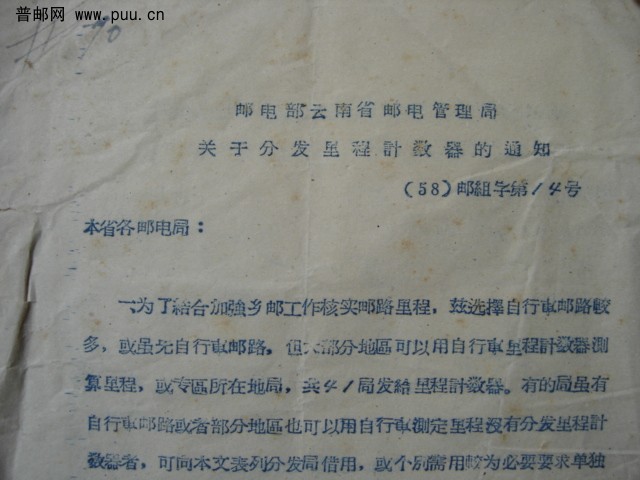 普邮网 www.puu.cn
70
邮电部云南省邮电管理局
关于分发里程計数器的通知
(58)邮組字第14号
本省各邮电局：
一、为了結合加強乡邮工作核实邮路里程，玆选擇自行車邮路較
多，或虽无自行車邮路，但大部分地區可以用自行車里程計数器測
算里程，或专區所在地局，共41局发給里程計数器。有的局虽有
自行車邮路或者部分地區也可以用自行車測定里程沒有分发里程計
数器者，可向本文表列分发局借用，或个别需用較为必要要求单独